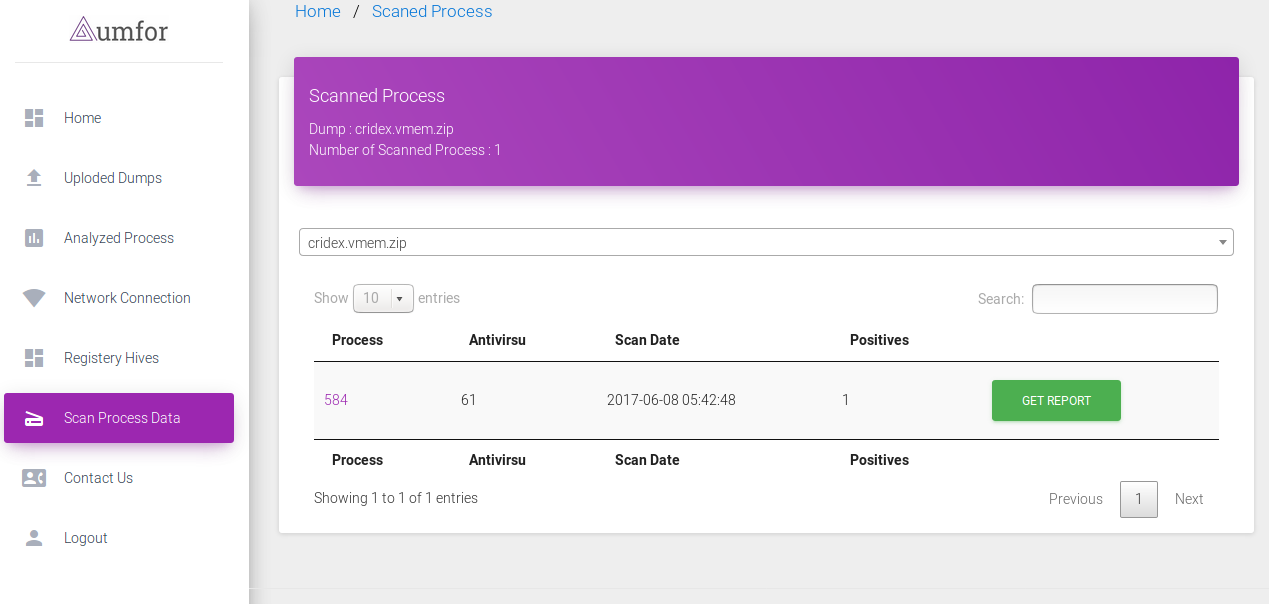 Aumfor
Home
Uploded Dumps
Analyzed Process
Network Connection
Registery Hives
Scan Process Data
Contact Us
Logout
Home / Scaned Process
Scanned Process
Dump : cridex.vmem.zip
Number of Scanned Process : 1
cridex.vmem.zip
Show 10 entries Search:
Process Antivirsu Scan Date Positives
584 61 2017-06-08 05:42:48 1 GET REPORT
Process Antivirsu Scan Date Positives
Showing 1 to 1 of 1 entries Previous 1 Next